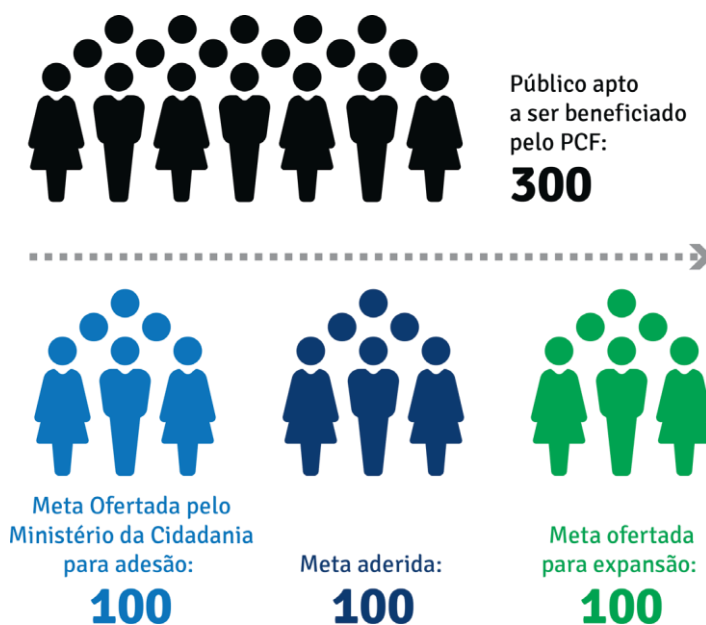 Público apto
a ser beneficiado
pelo PCF:
300
Meta Ofertada pelo
Ministério da Cidadania
para adesão:
100
Meta aderida:
100
Meta ofertada
para expansão:
100